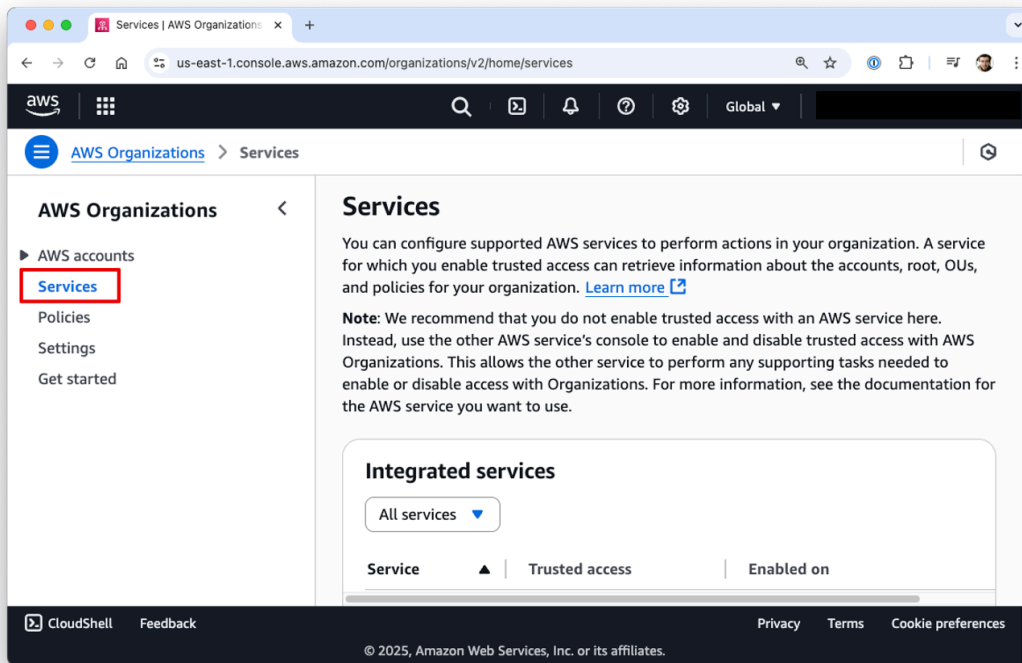 Services | AWS Organizations
us-east-1.console.aws.amazon.com/organizations/v2/home/services
aws
Global
AWS Organizations > Services
AWS Organizations
AWS accounts
Services
Policies
Settings
Get started
Services
You can configure supported AWS services to perform actions in your organization. A service
for which you enable trusted access can retrieve information about the accounts, root, OUs,
and policies for your organization. Learn more
Note: We recommend that you do not enable trusted access with an AWS service here.
Instead, use the other AWS service's console to enable and disable trusted access with AWS
Organizations. This allows the other service to perform any supporting tasks needed to
enable or disable access with Organizations. For more information, see the documentation for
the AWS service you want to use.
Integrated services
All services
Service Trusted access Enabled on
CloudShell Feedback Privacy Terms Cookie preferences
© 2025, Amazon Web Services, Inc. or its affiliates.